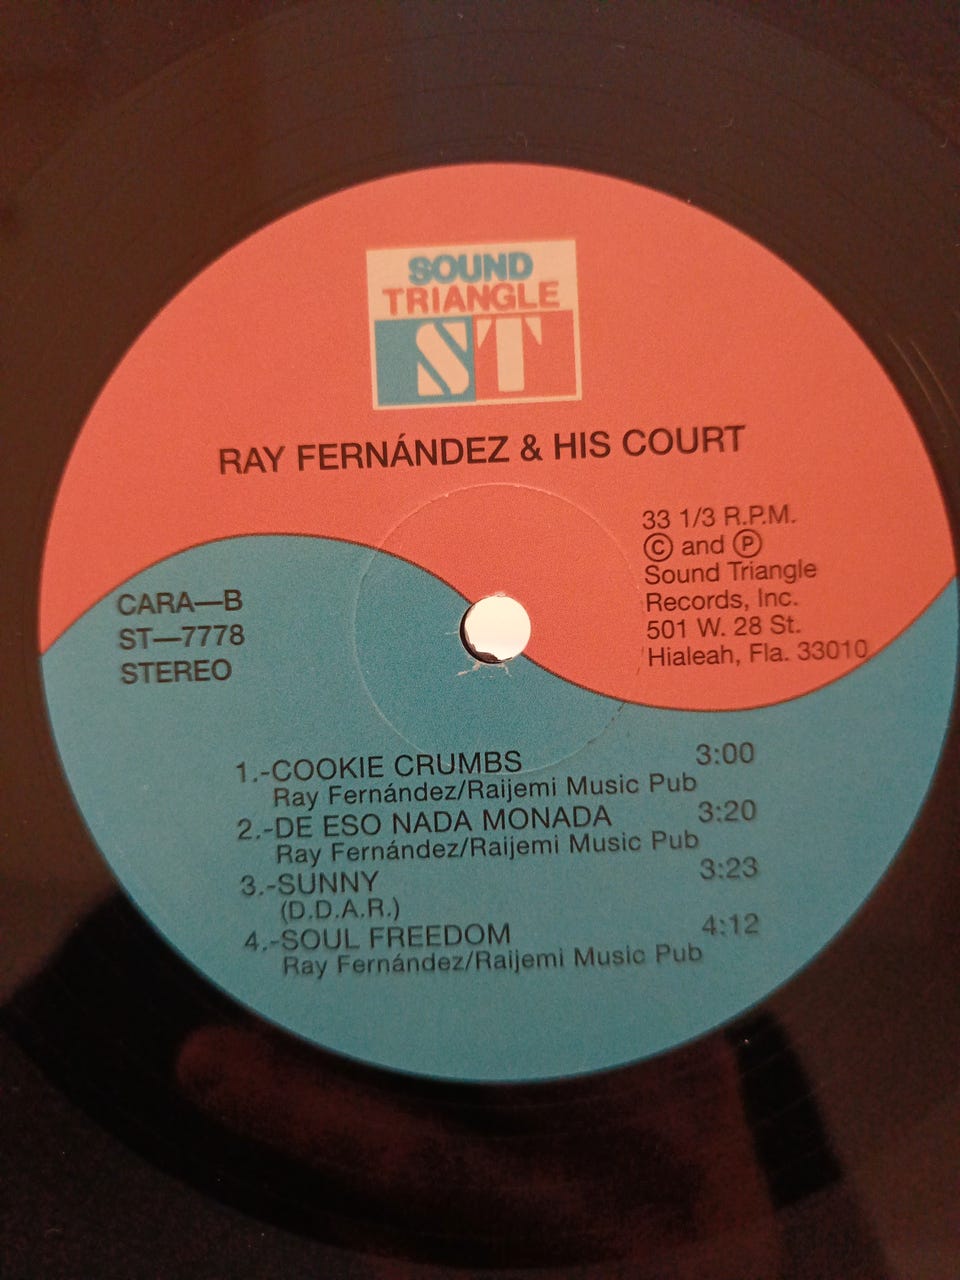 SOUND
TRIANGLE
ST
RAY FERNÁNDEZ & HIS COURT
33 1/3 R.P.M.
© and ℗
Sound Triangle
Records, Inc.
501 W. 28 St.
Hialeah, Fla. 33010
CARA—B
ST—7778
STEREO
1.-COOKIE CRUMBS 3:00
Ray Fernández/Raijemi Music Pub
2.-DE ESO NADA MONADA 3:20
Ray Fernández/Raijemi Music Pub
3.-SUNNY 3:23
(D.D.A.R.)
4.-SOUL FREEDOM 4:12
Ray Fernández/Raijemi Music Pub